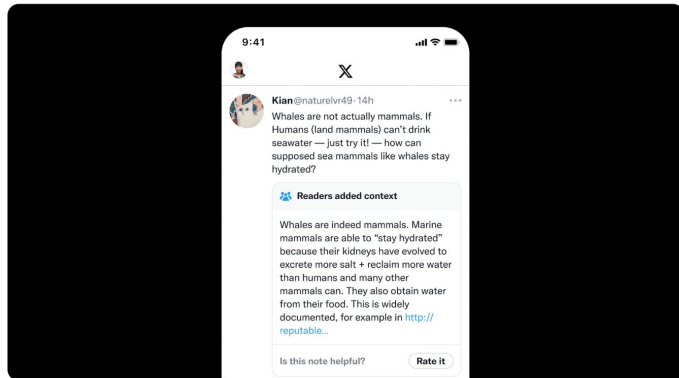 9:41
X
Kian@naturelvr49·14h
Whales are not actually mammals. If
Humans (land mammals) can't drink
seawater — just try it! — how can
supposed sea mammals like whales stay
hydrated?
Readers added context
Whales are indeed mammals. Marine
mammals are able to “stay hydrated”
because their kidneys have evolved to
excrete more salt + reclaim more water
than humans and many other
mammals can. They also obtain water
from their food. This is widely
documented, for example in http://
reputable...
Is this note helpful?
Rate it